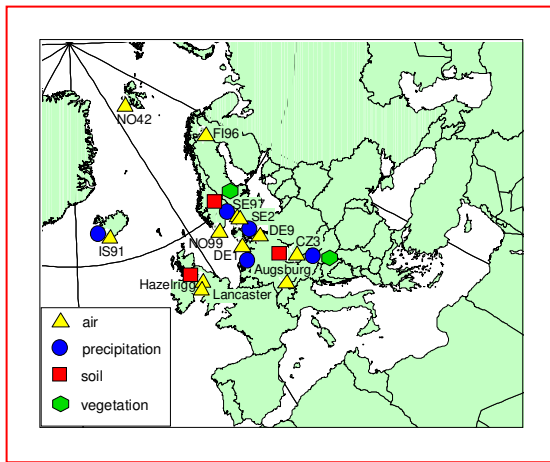 NO42
FI96
SE97
SE2
DE9
NO99
IS91
CZ3
DE1
Augsburg
Hazelrigg
Lancaster
air
precipitation
soil
vegetation